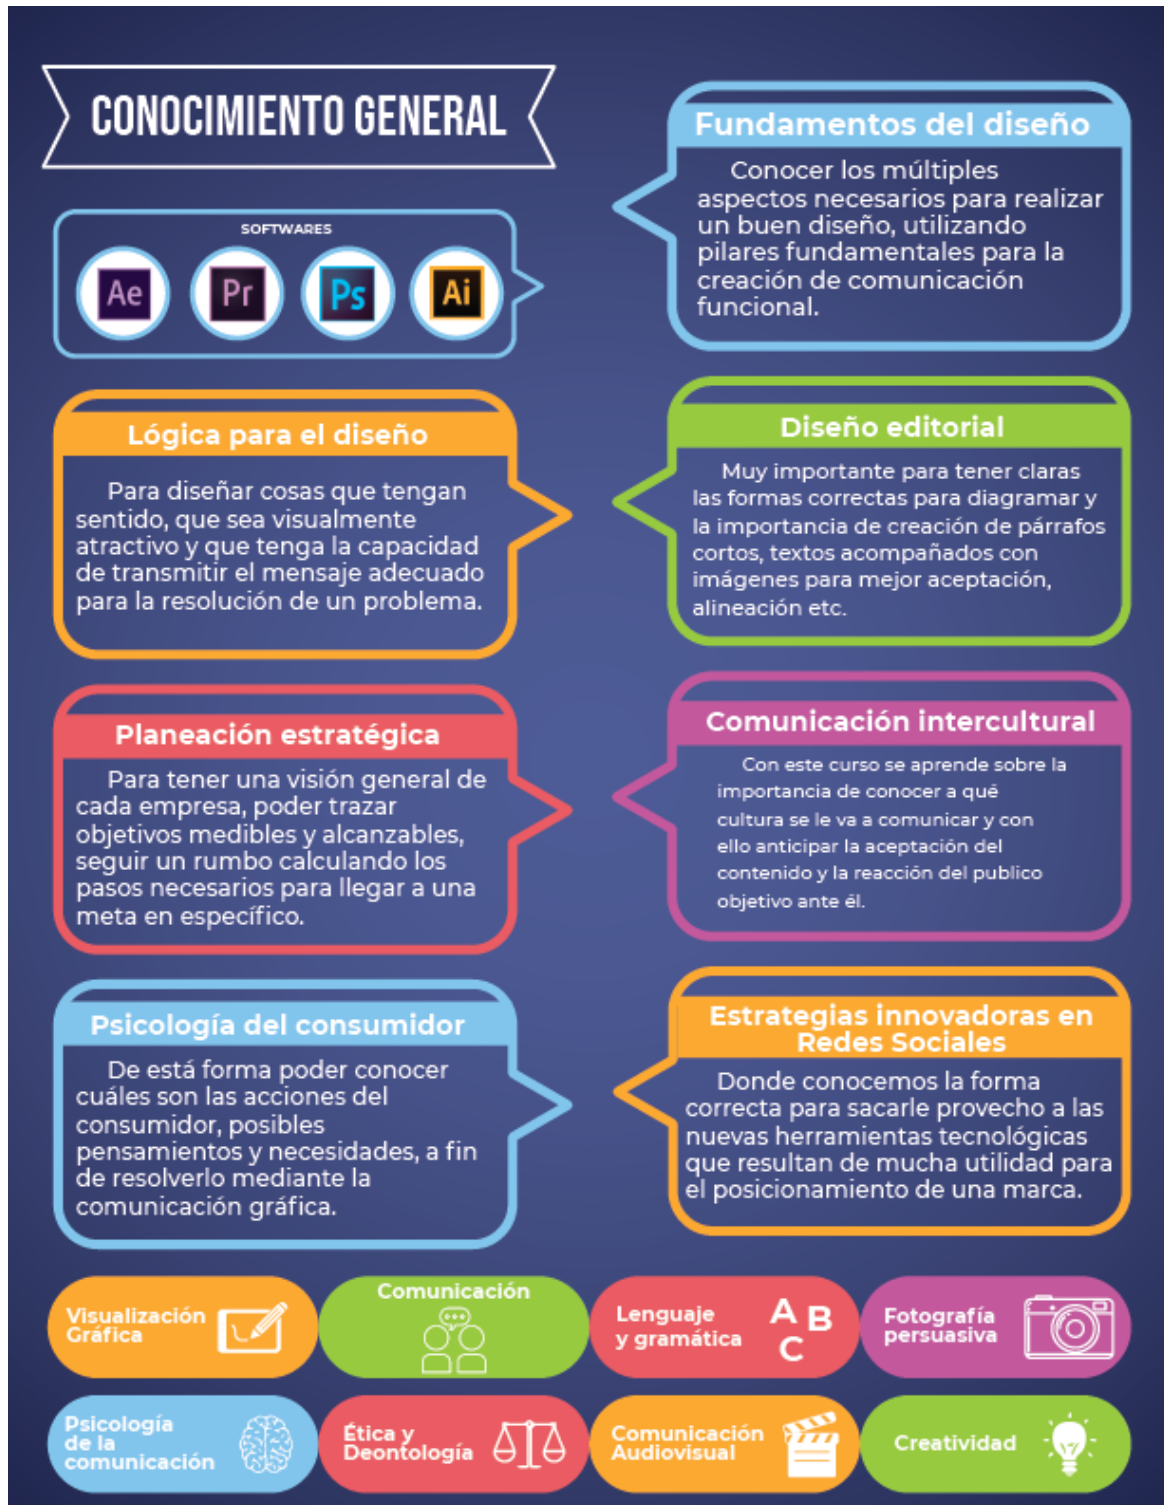 CONOCIMIENTO GENERAL
SOFTWARES
Ae Pr Ps Ai
Fundamentos del diseño
Conocer los múltiples
aspectos necesarios para realizar
un buen diseño, utilizando
pilares fundamentales para la
creación de comunicación
funcional.
Lógica para el diseño
Para diseñar cosas que tengan
sentido, que sea visualmente
atractivo y que tenga la capacidad
de transmitir el mensaje adecuado
para la resolución de un problema.
Diseño editorial
Muy importante para tener claras
las formas correctas para diagramar y
la importancia de creación de párrafos
cortos, textos acompañados con
imágenes para mejor aceptación,
alineación etc.
Planeación estratégica
Para tener una visión general de
cada empresa, poder trazar
objetivos medibles y alcanzables,
seguir un rumbo calculando los
pasos necesarios para llegar a una
meta en específico.
Comunicación intercultural
Con este curso se aprende sobre la
importancia de conocer a qué
cultura se le va a comunicar y con
ello anticipar la aceptación del
contenido y la reacción del publico
objetivo ante él.
Psicología del consumidor
De está forma poder conocer
cuáles son las acciones del
consumidor, posibles
pensamientos y necesidades, a fin
de resolverlo mediante la
comunicación gráfica.
Estrategias innovadoras en
Redes Sociales
Donde conocemos la forma
correcta para sacarle provecho a las
nuevas herramientas tecnológicas
que resultan de mucha utilidad para
el posicionamiento de una marca.
Visualización
Gráfica
Comunicación
Lenguaje
y gramática
A B
C
Fotografía
persuasiva
Psicología
de la
comunicación
Ética y
Deontología
Comunicación
Audiovisual
Creatividad